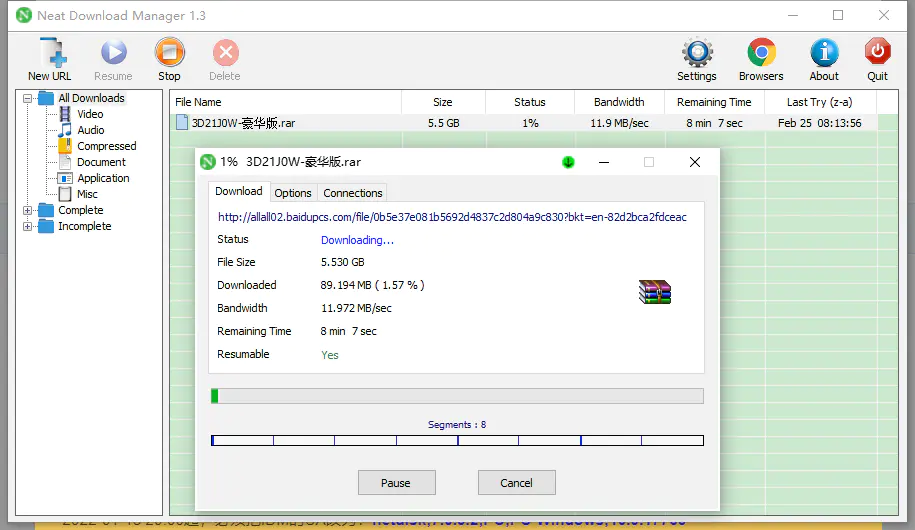 Neat Download Manager 1.3
New URL Resume Stop Delete Settings Browsers About Quit
All Downloads
Video
Audio
Compressed
Document
Application
Misc
Complete
Incomplete
File Name Size Status Bandwidth Remaining Time Last Try (z-a)
3D21J0W-豪华版.rar 5.5 GB 1% 11.9 MB/sec 8 min 7 sec Feb 25 08:13:56
1% 3D21J0W-豪华版.rar
Download Options Connections
http://allall02.baidupcs.com/file/0b5e37e081b5692d4837c2d804a9c830?bkt=en-82d2bca2fdceac
Status Downloading...
File Size 5.530 GB
Downloaded 89.194 MB ( 1.57 % )
Bandwidth 11.972 MB/sec
Remaining Time 8 min 7 sec
Resumable Yes
Segments : 8
Pause Cancel